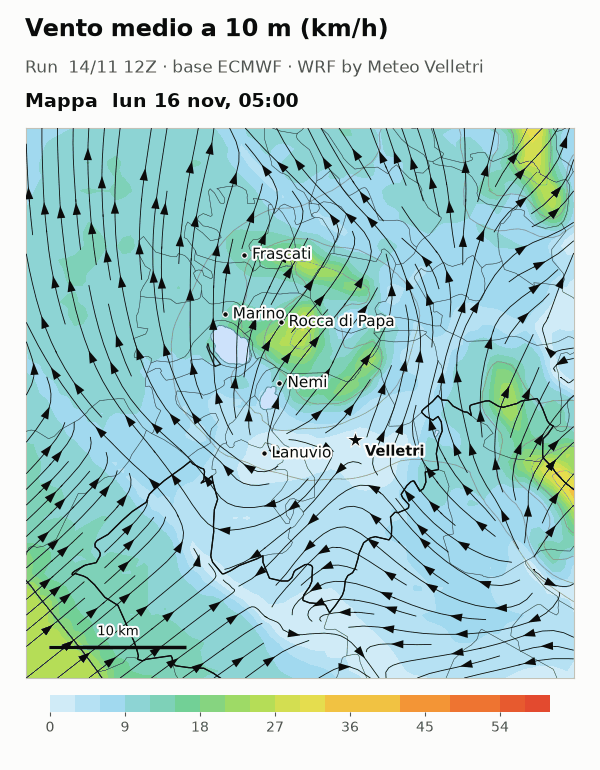 Vento medio a 10 m (km/h)
Run 14/11 12Z · base ECMWF · WRF by Meteo Velletri
Mappa lun 16 nov, 05:00
Frascati
Marino
Rocca di Papa
Nemi
Velletri
Lanuvio
10 km
0 9 18 27 36 45 54